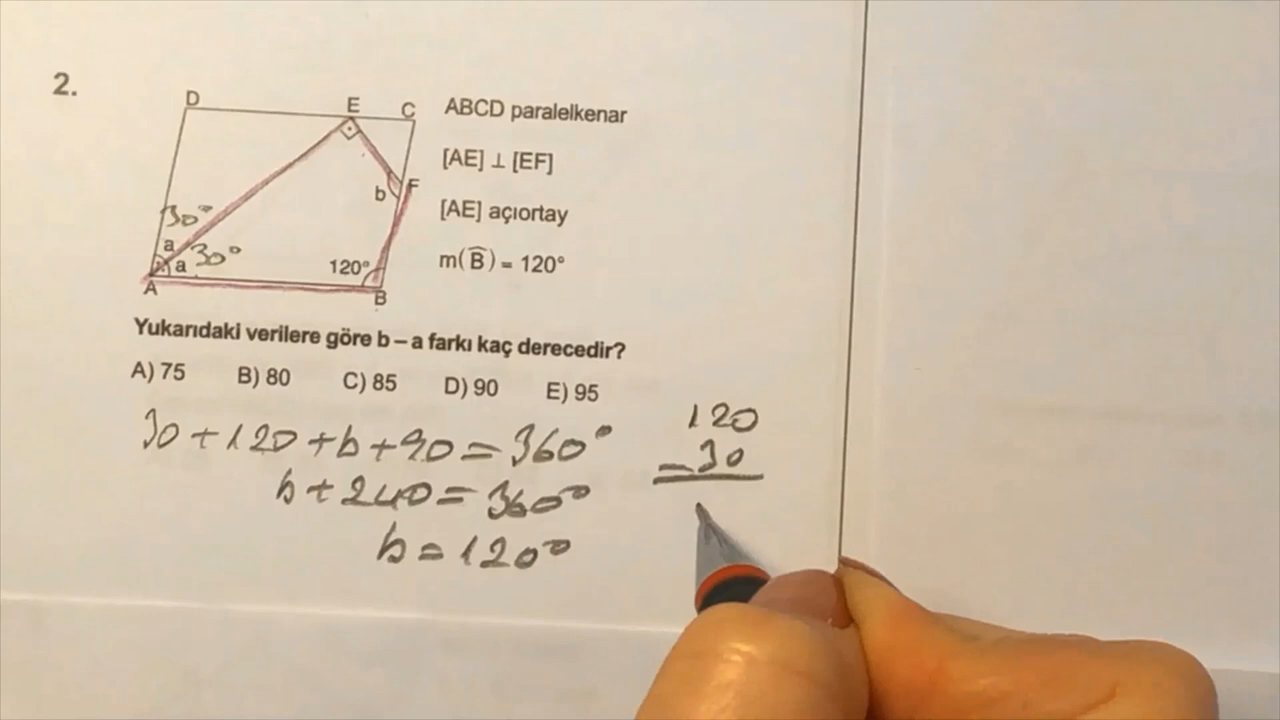 2.
D E C
ABCD paralelkenar
[AE] ⊥ [EF]
b F
[AE] açıortay
30°
a 30°
a
120°
m(B̂) = 120°
A B
Yukarıdaki verilere göre b – a farkı kaç derecedir?
A) 75 B) 80 C) 85 D) 90 E) 95
30 + 120 + b + 90 = 360°
b + 240 = 360°
b = 120°
120
– 30